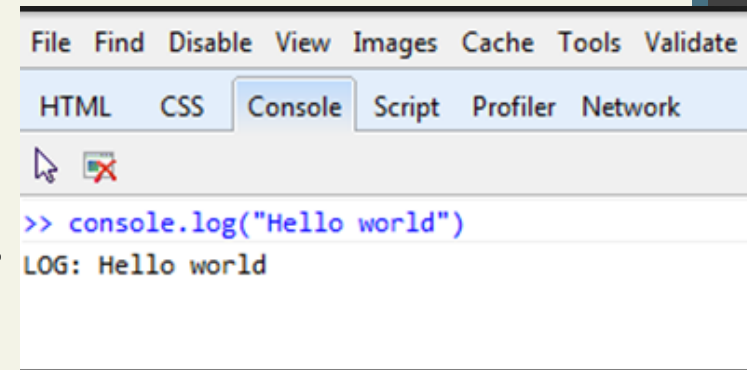 File Find Disable View Images Cache Tools Validate
HTML CSS Console Script Profiler Network
>> console.log("Hello world")
LOG: Hello world